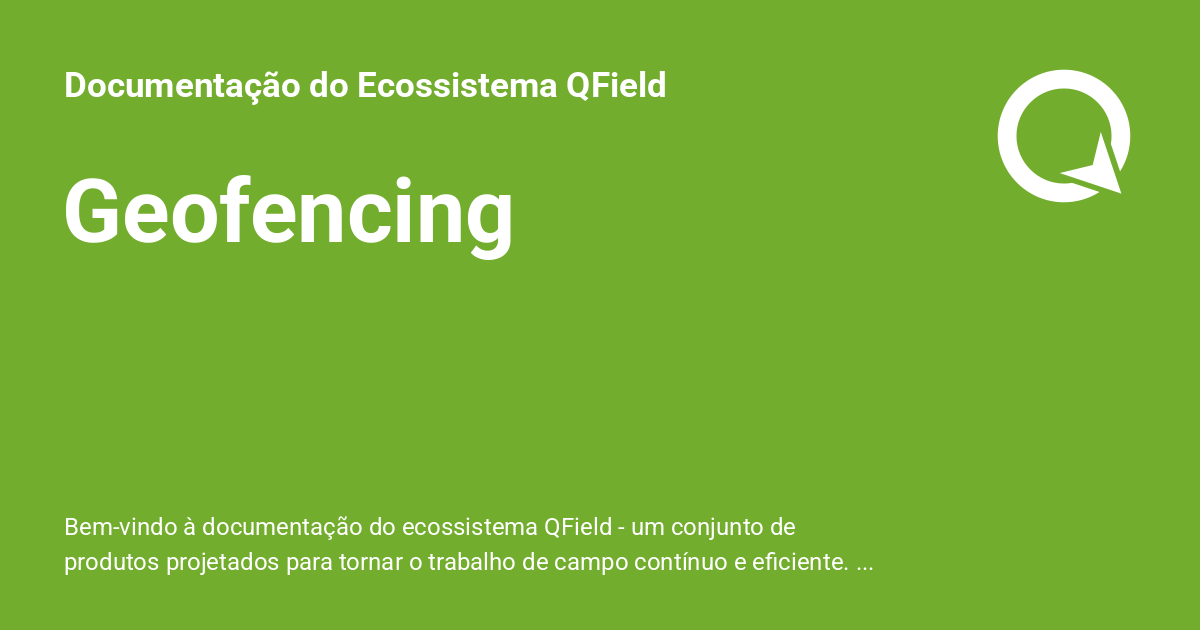 Documentação do Ecossistema QField
Geofencing
Bem-vindo à documentação do ecossistema QField - um conjunto de
produtos projetados para tornar o trabalho de campo contínuo e eficiente. ...